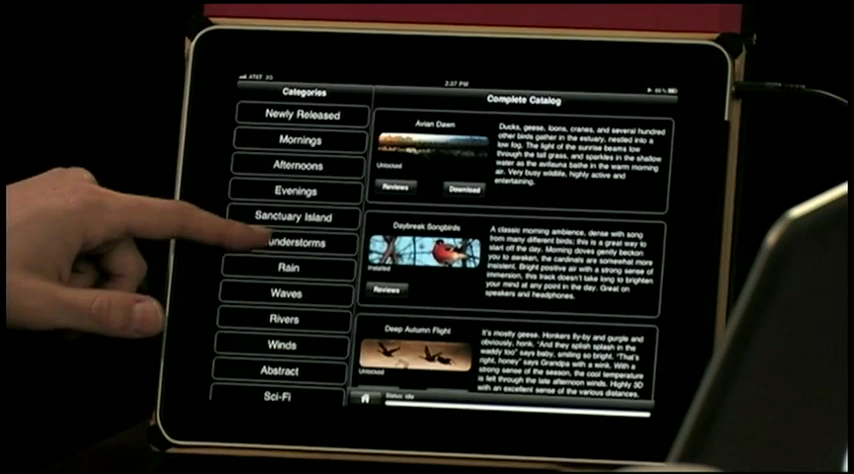 AT&T 3G
2:37 PM
Categories
Complete Catalog
Newly Released
Mornings
Afternoons
Evenings
Sanctuary Island
understorms
Rain
Waves
Rivers
Winds
Abstract
Sci-Fi
Avian Dawn
Unlocked
Reviews
Download
Ducks, geese, loons, cranes, and several hundred
other birds gather in the estuary, nestled into a
low fog. The light of the sunrise beams low
through the tall grass, and sparkles in the shallow
water as the avifauna bathe in the warm morning
air. Very busy wildlife, highly active and
entertaining.
Daybreak Songbirds
Installed
Reviews
A classic morning ambience, dense with song
from many different birds; this is a great way to
start off the day. Morning doves gently beckon
you to awaken, the cardinals are somewhat more
insistent. Bright positive air with a strong sense of
immersion, this track doesn't take long to brighten
your mind at any point in the day. Great on
speakers and headphones.
Deep Autumn Flight
Unlocked
It's mostly geese. Honkers fly-by and gurgle and
obviously, honk. "And they splish splash in the
waddy too" says baby, smiling so bright. "That's
right, honey" says Grandpa with a wink. With a
strong sense of the season, the cool temperature
is felt through the late afternoon winds. Highly 3D
with an excellent sense of the various distances.
Status: idle